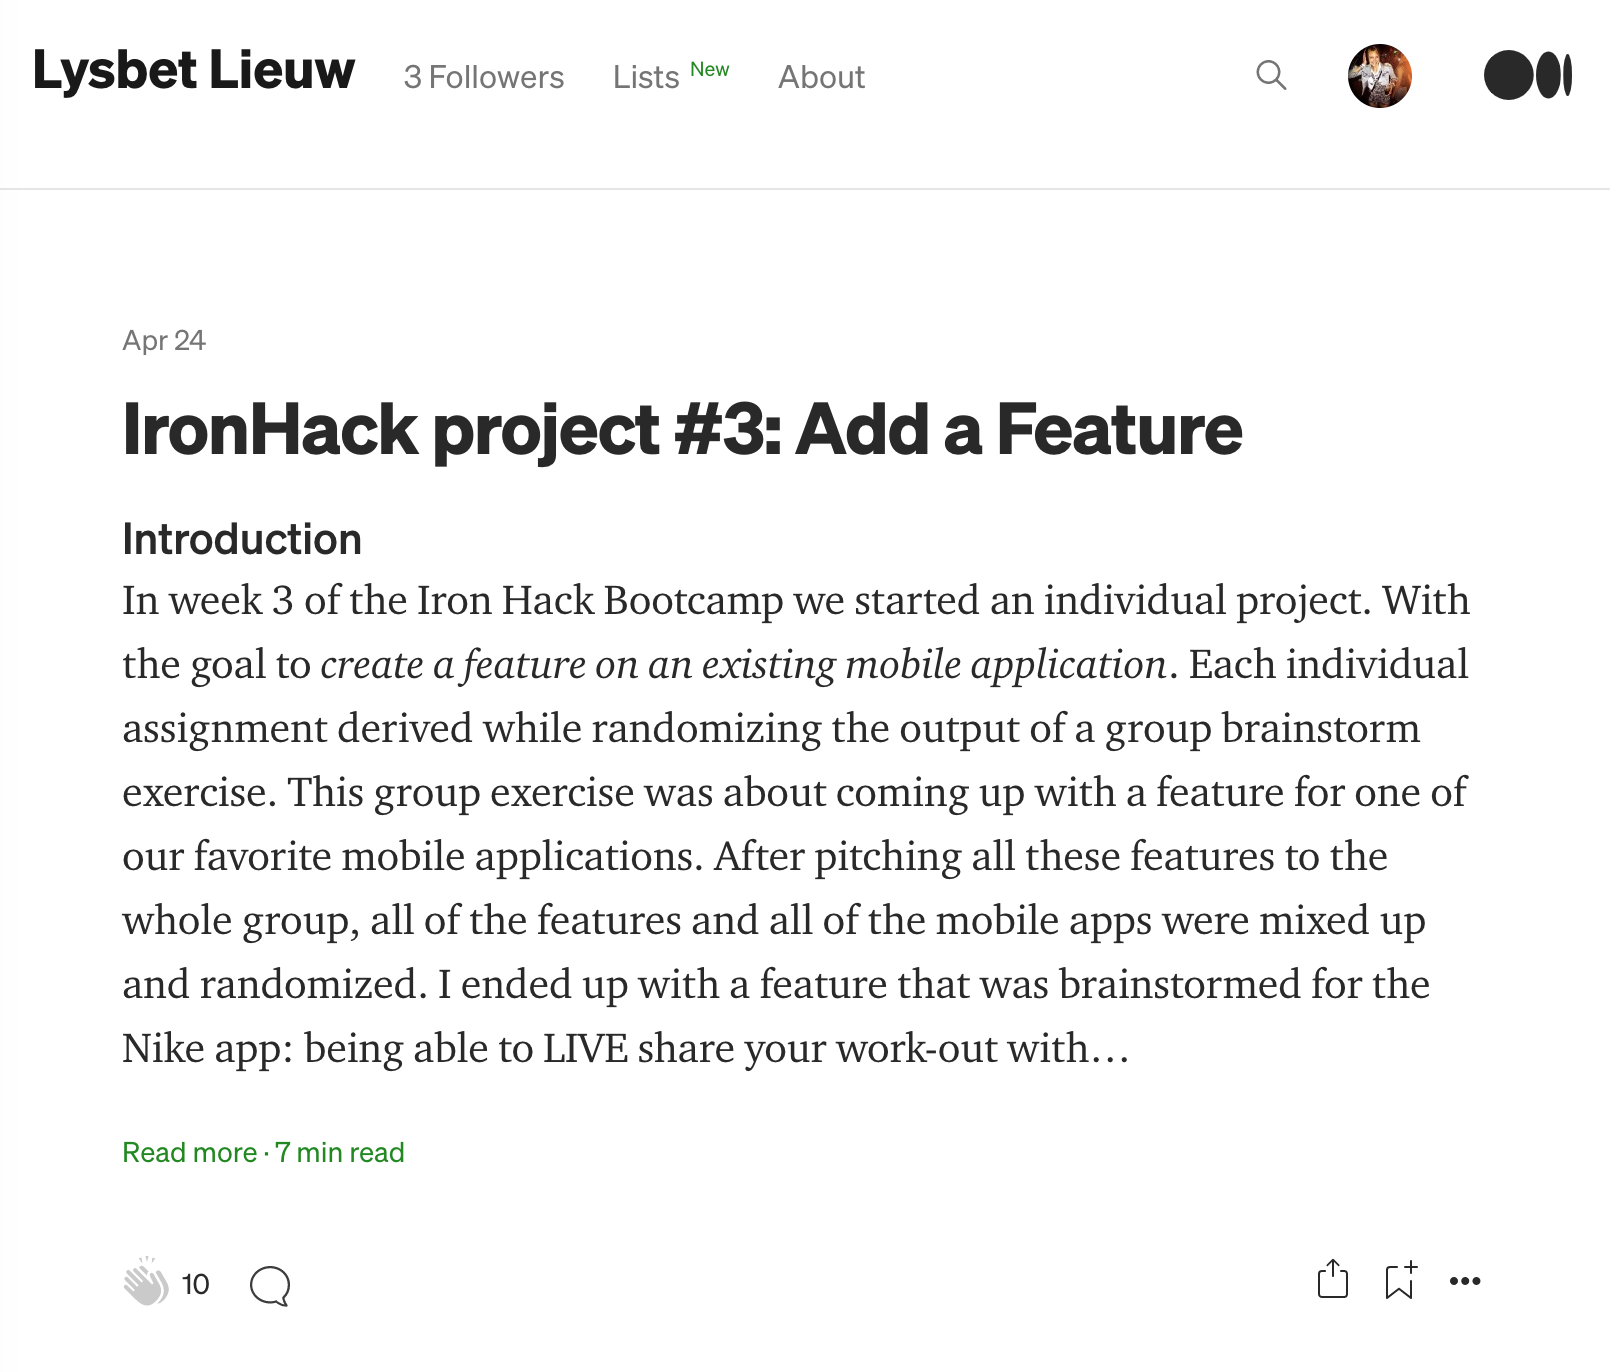 Lysbet Lieuw 3 Followers Lists New About
Apr 24
IronHack project #3: Add a Feature
Introduction
In week 3 of the Iron Hack Bootcamp we started an individual project. With
the goal to create a feature on an existing mobile application. Each individual
assignment derived while randomizing the output of a group brainstorm
exercise. This group exercise was about coming up with a feature for one of
our favorite mobile applications. After pitching all these features to the
whole group, all of the features and all of the mobile apps were mixed up
and randomized. I ended up with a feature that was brainstormed for the
Nike app: being able to LIVE share your work-out with…
Read more · 7 min read
10